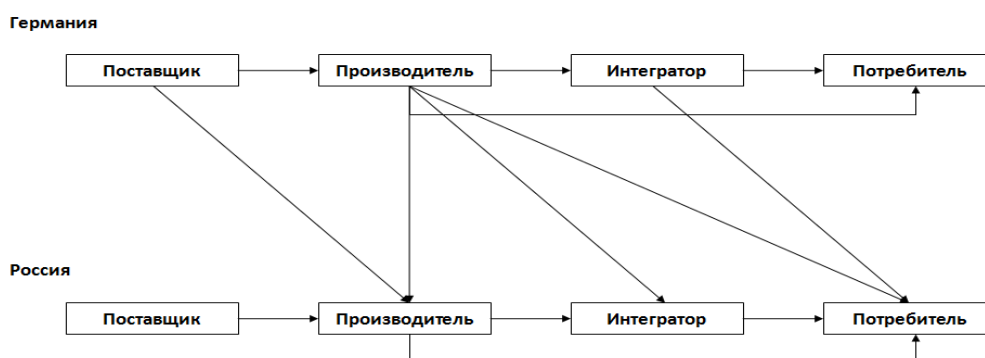 Германия
Поставщик Производитель Интегратор Потребитель
Россия
Поставщик Производитель Интегратор Потребитель